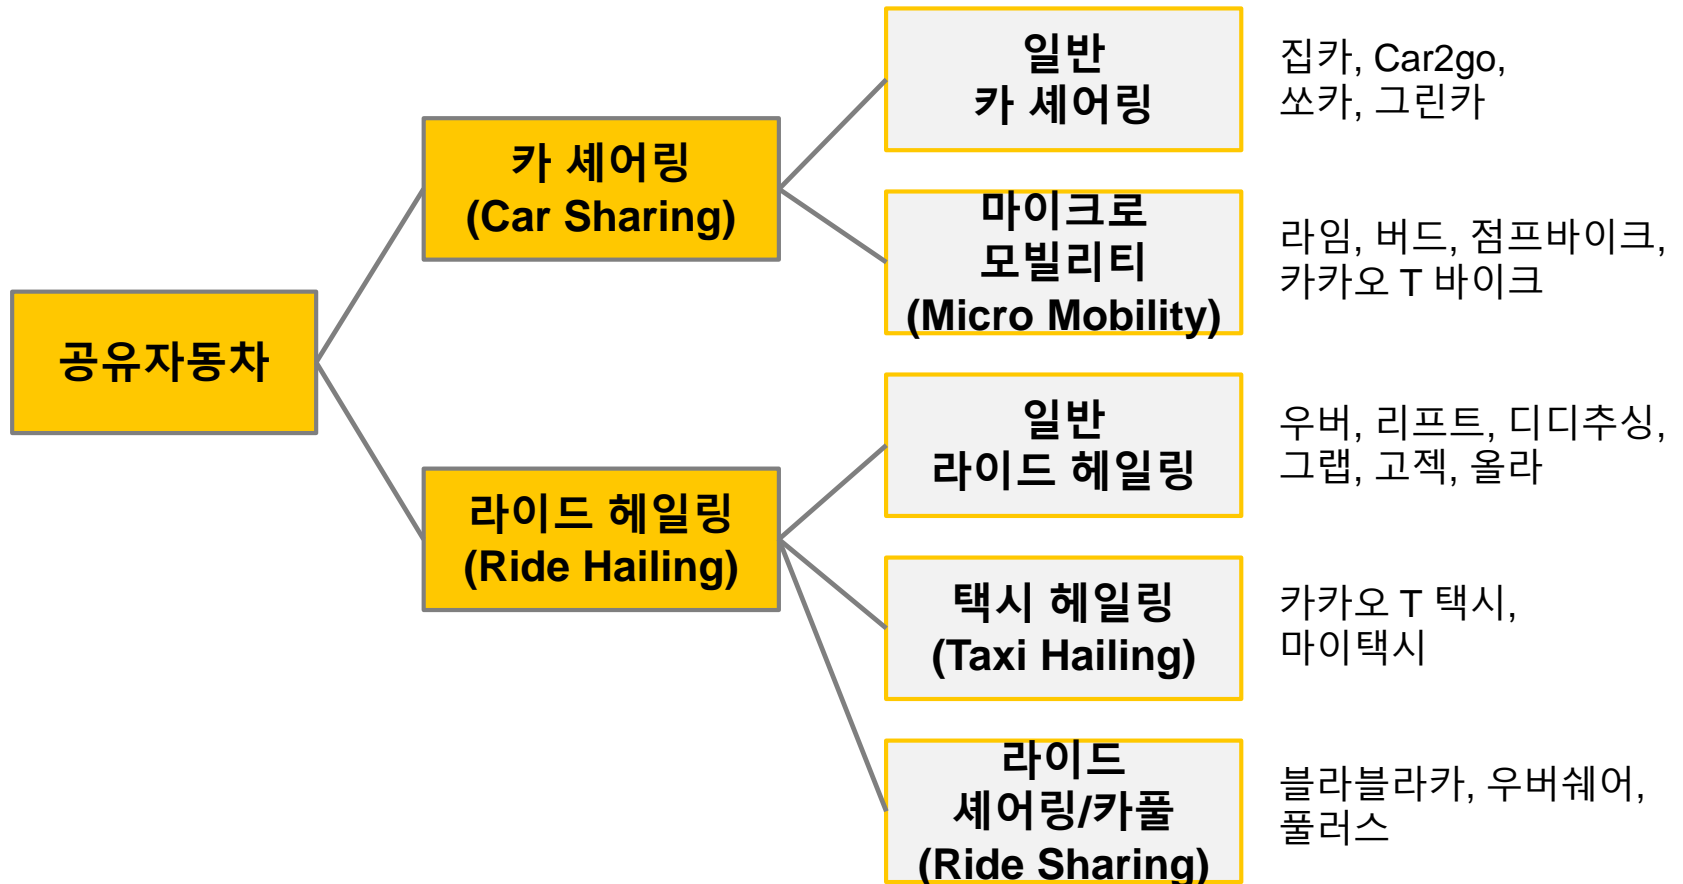 공유자동차
카 셰어링
(Car Sharing)
라이드 헤일링
(Ride Hailing)
일반
카 셰어링
집카, Car2go,
쏘카, 그린카
마이크로
모빌리티
(Micro Mobility)
라임, 버드, 점프바이크,
카카오 T 바이크
일반
라이드 헤일링
우버, 리프트, 디디추싱,
그랩, 고젝, 올라
택시 헤일링
(Taxi Hailing)
카카오 T 택시,
마이택시
라이드
셰어링/카풀
(Ride Sharing)
블라블라카, 우버쉐어,
풀러스